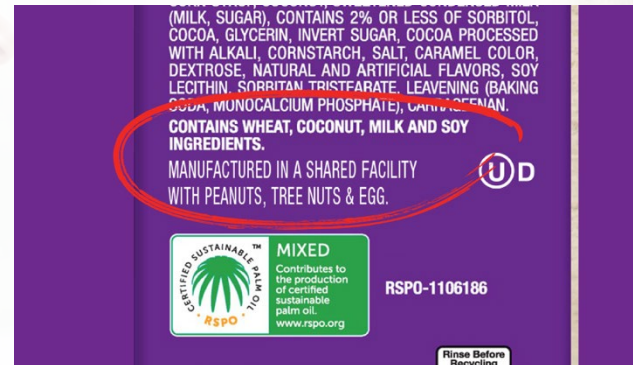 (MILK, SUGAR), CONTAINS 2% OR LESS OF SORBITOL,
COCOA, GLYCERIN, INVERT SUGAR, COCOA PROCESSED
WITH ALKALI, CORNSTARCH, SALT, CARAMEL COLOR,
DEXTROSE, NATURAL AND ARTIFICIAL FLAVORS, SOY
LECITHIN, SORBITAN TRISTEARATE, LEAVENING (BAKING
SODA, MONOCALCIUM PHOSPHATE), CARRAGEENAN.
CONTAINS WHEAT, COCONUT, MILK AND SOY
INGREDIENTS.
MANUFACTURED IN A SHARED FACILITY
WITH PEANUTS, TREE NUTS & EGG.
U D
CERTIFIED SUSTAINABLE PALM OIL ™
RSPO
MIXED
Contributes to
the production
of certified
sustainable
palm oil.
www.rspo.org
RSPO-1106186
Rinse Before
Recycling